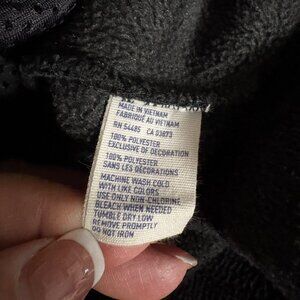 MADE IN VIETNAM
FABRIQUÉ AU VIETNAM
RN 54485 CA 03873
100% POLYESTER
EXCLUSIVE OF DECORATION
100% POLYESTER
SANS LES DÉCORATIONS
MACHINE WASH COLD
WITH LIKE COLORS
USE ONLY NON-CHLORINE
BLEACH WHEN NEEDED
TUMBLE DRY LOW
REMOVE PROMPTLY
DO NOT IRON